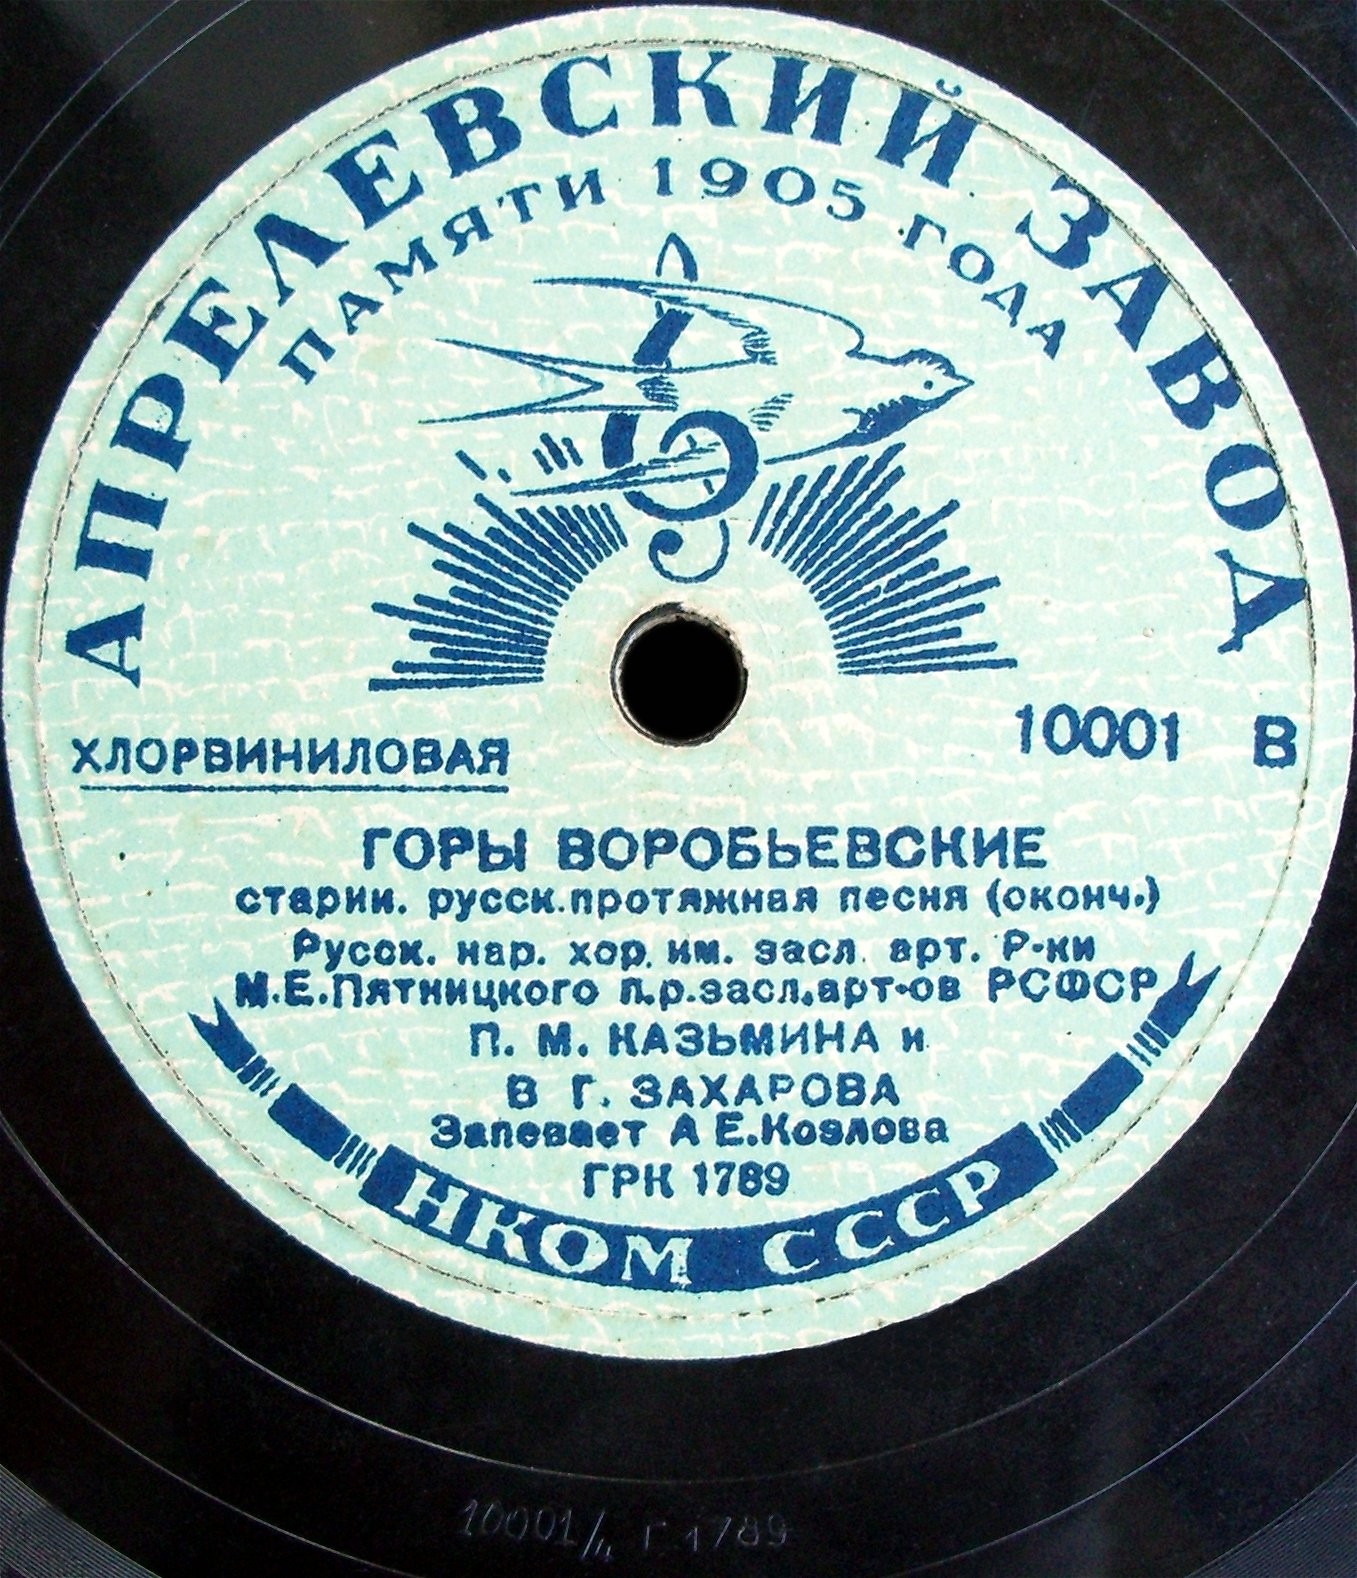 АПРЕЛЕВСКИЙ ЗАВОД
ПАМЯТИ 1905 ГОДА
ХЛОРВИНИЛОВАЯ
10001 В
ГОРЫ ВОРОБЬЕВСКИЕ
старин. русск.протяжная песня (оконч.)
Русск. нар. хор. им. засл. арт. Р-ки
М.Е.Пятницкого п.р.засл.арт-ов РСФСР
П. М. КАЗЬМИНА и
В Г. ЗАХАРОВА
Запевает А Е.Козлова
ГРК 1789
НКОМ СССР
10001/4 Г 1789